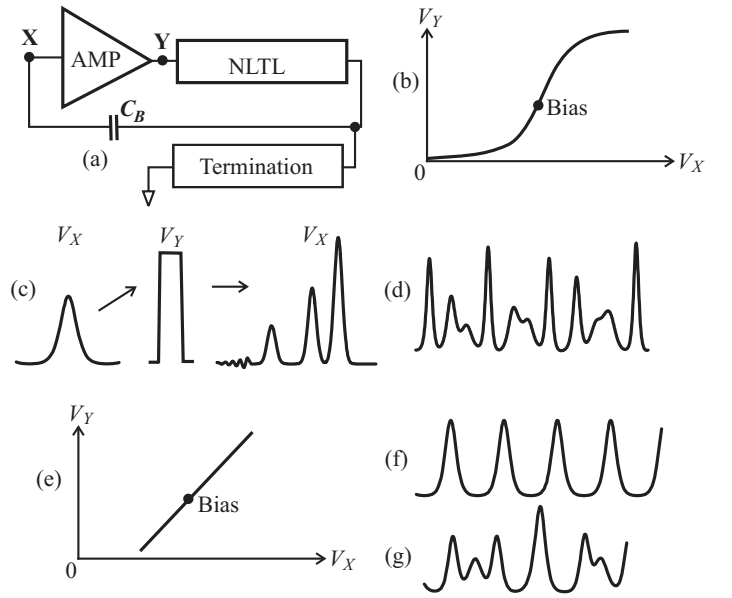 X
AMP
Y
NLTL
C_B
(a)
Termination
V_Y
(b)
Bias
0
V_X
V_X
V_Y
V_X
(c)
(d)
V_Y
(e)
Bias
0
V_X
(f)
(g)